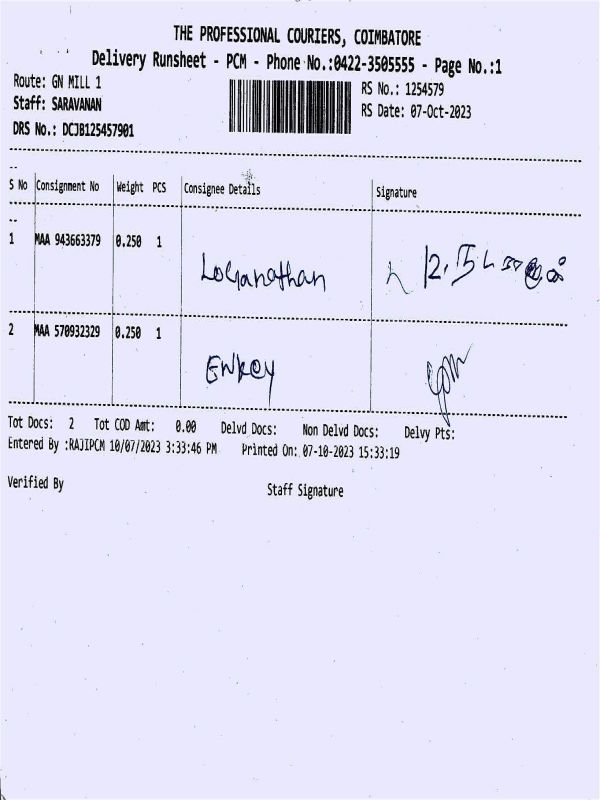 THE PROFESSIONAL COURIERS, COIMBATORE
Delivery Runsheet - PCM - Phone No.:0422-3505555 - Page No.:1
Route: GN MILL 1
RS No.: 1254579
Staff: SARAVANAN
RS Date: 07-Oct-2023
DRS No.: DCJB125457901
S No Consignment No Weight PCS Consignee Details Signature
1 MAA 943663379 0.250 1 Loganathan
2 MAA 570932329 0.250 1
Tot Docs: 2 Tot COD Amt: 0.00 Delvd Docs: Non Delvd Docs: Delvy Pts:
Entered By :RAJIPCM 10/07/2023 3:33:46 PM Printed On: 07-10-2023 15:33:19
Verified By Staff Signature